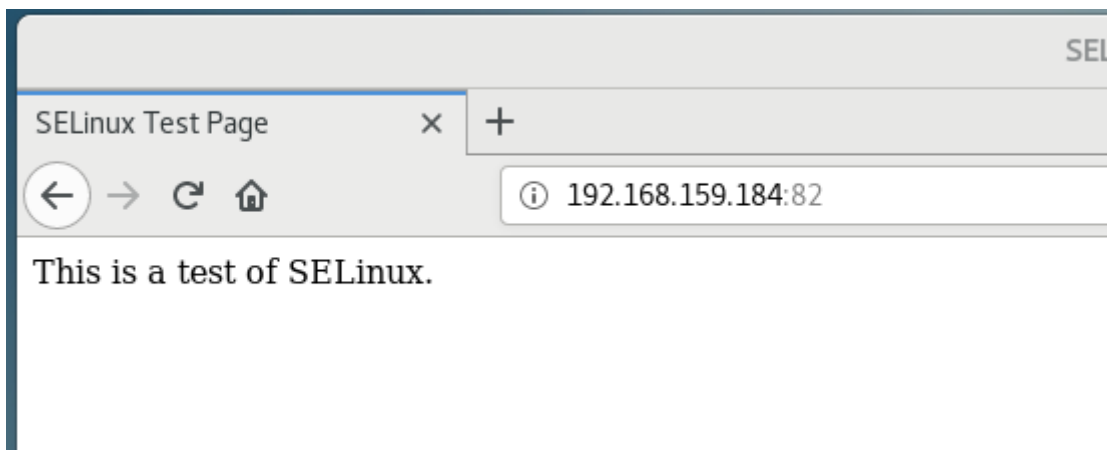 SEL
SELinux Test Page
192.168.159.184:82
This is a test of SELinux.